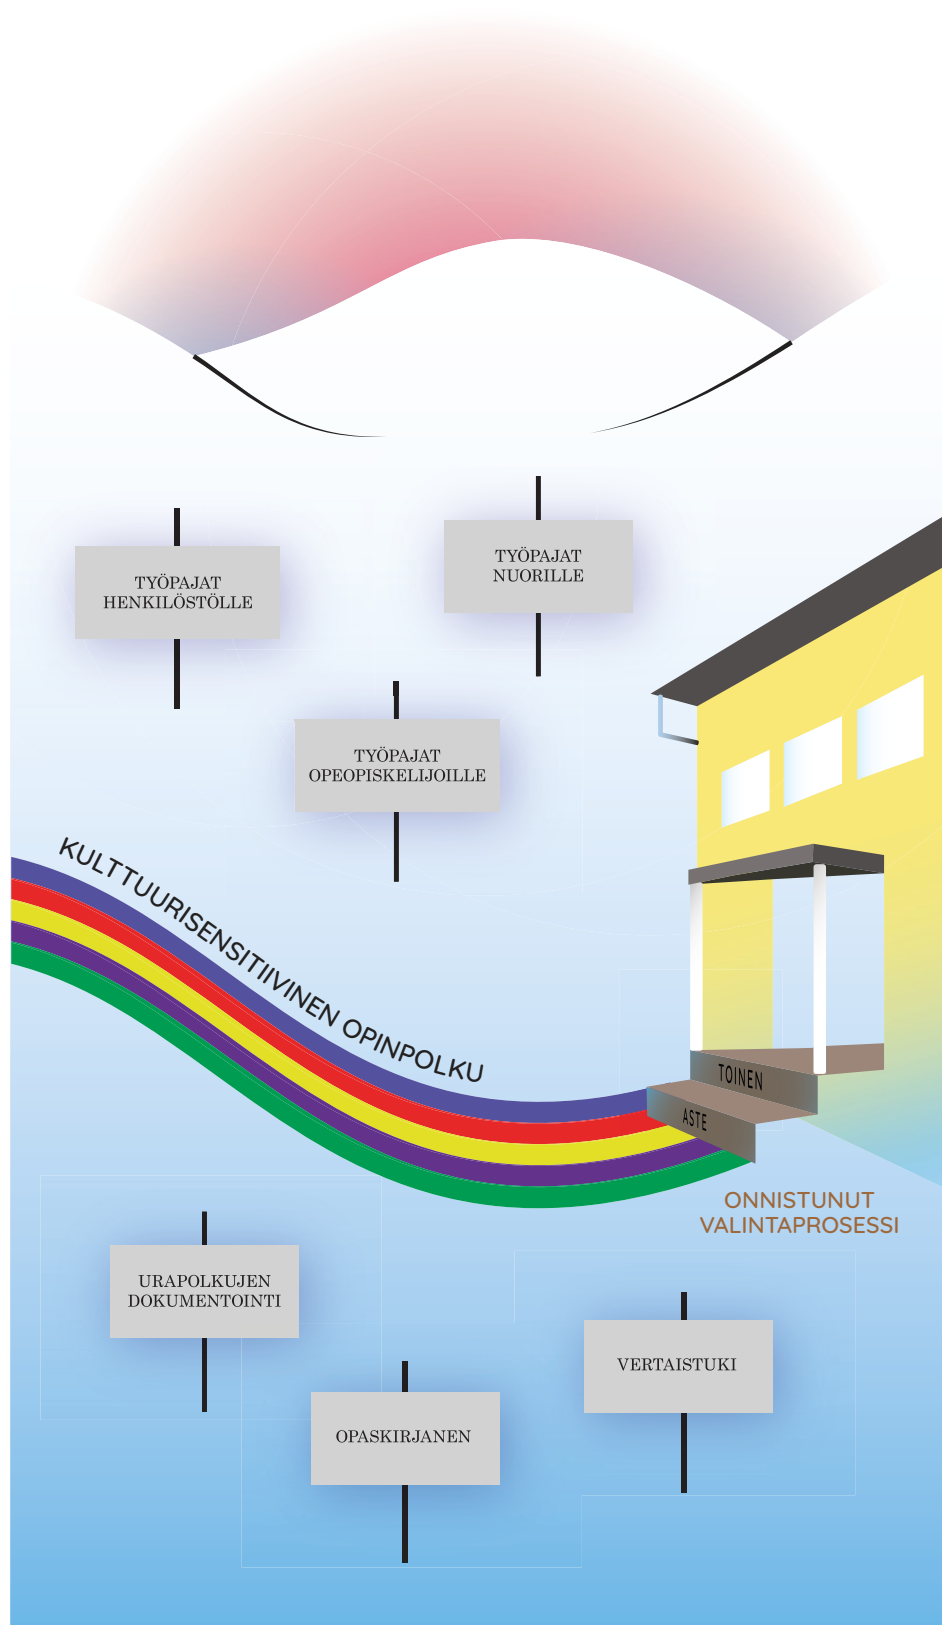 TYÖPAJAT
HENKILÖSTÖLLE
TYÖPAJAT
NUORILLE
TYÖPAJAT
OPEOPISKELIJOILLE
KULTTUURISENSITIIVINEN OPINPOLKU
TOINEN
ASTE
ONNISTUNUT
VALINTAPROSESSI
URAPOLKUJEN
DOKUMENTOINTI
VERTAISTUKI
OPASKIRJANEN